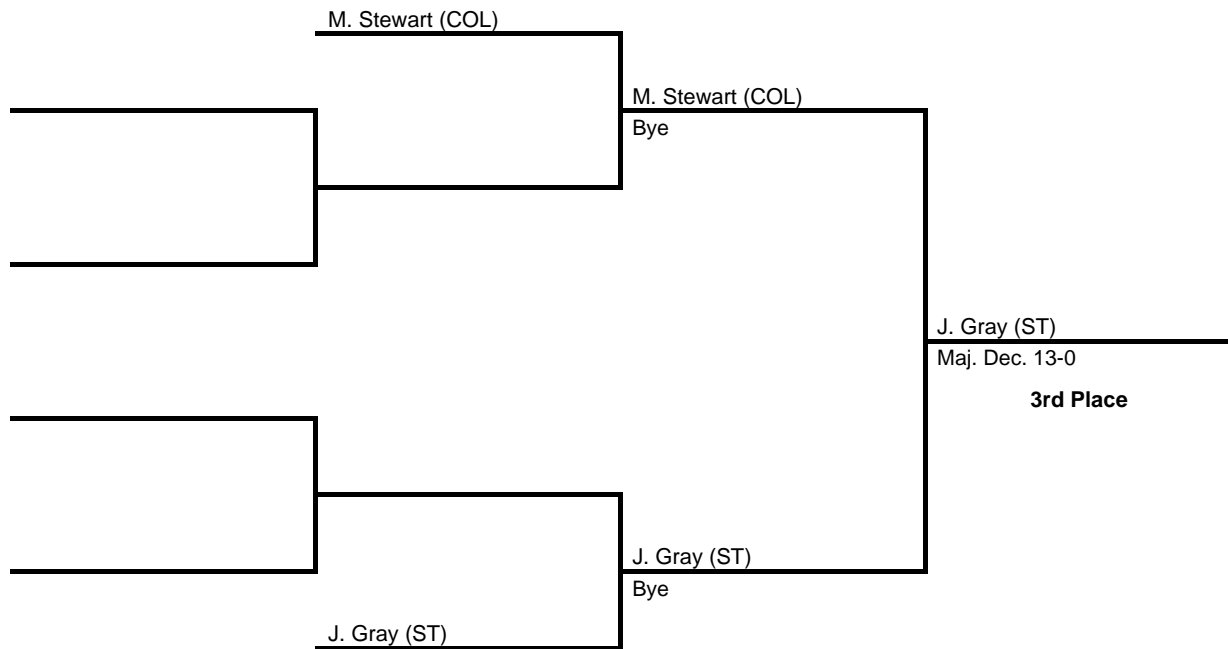 M. Stewart (COL)
M. Stewart (COL)
Bye
J. Gray (ST)
Maj. Dec. 13-0
3rd Place
J. Gray (ST)
Bye
J. Gray (ST)